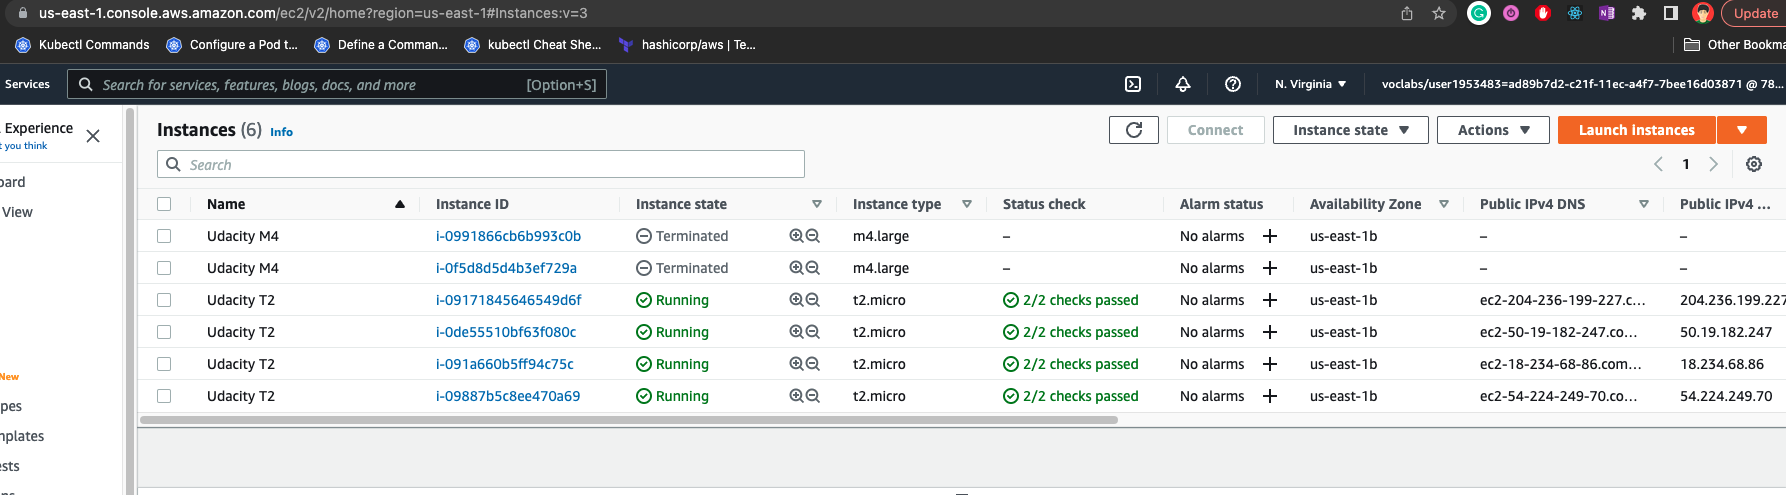 us-east-1.console.aws.amazon.com/ec2/v2/home?region=us-east-1#Instances:v=3 Update
Kubectl Commands Configure a Pod t... Define a Comman... kubectl Cheat She... hashicorp/aws | Te... Other Bookma
Services Search for services, features, blogs, docs, and more [Option+S] N. Virginia voclabs/user1953483=ad89b7d2-c21f-11ec-a4f7-7bee16d03871 @ 78...
Experience
t you think
oard
View
New
pes
mplates
ests
Instances (6) Info Connect Instance state Actions Launch instances
Search 1
Name Instance ID Instance state Instance type Status check Alarm status Availability Zone Public IPv4 DNS Public IPv4 ...
Udacity M4 i-0991866cb6b993c0b Terminated m4.large – No alarms + us-east-1b – –
Udacity M4 i-0f5d8d5d4b3ef729a Terminated m4.large – No alarms + us-east-1b – –
Udacity T2 i-09171845646549d6f Running t2.micro 2/2 checks passed No alarms + us-east-1b ec2-204-236-199-227.c... 204.236.199.227
Udacity T2 i-0de55510bf63f080c Running t2.micro 2/2 checks passed No alarms + us-east-1b ec2-50-19-182-247.co... 50.19.182.247
Udacity T2 i-091a660b5ff94c75c Running t2.micro 2/2 checks passed No alarms + us-east-1b ec2-18-234-68-86.com... 18.234.68.86
Udacity T2 i-09887b5c8ee470a69 Running t2.micro 2/2 checks passed No alarms + us-east-1b ec2-54-224-249-70.co... 54.224.249.70